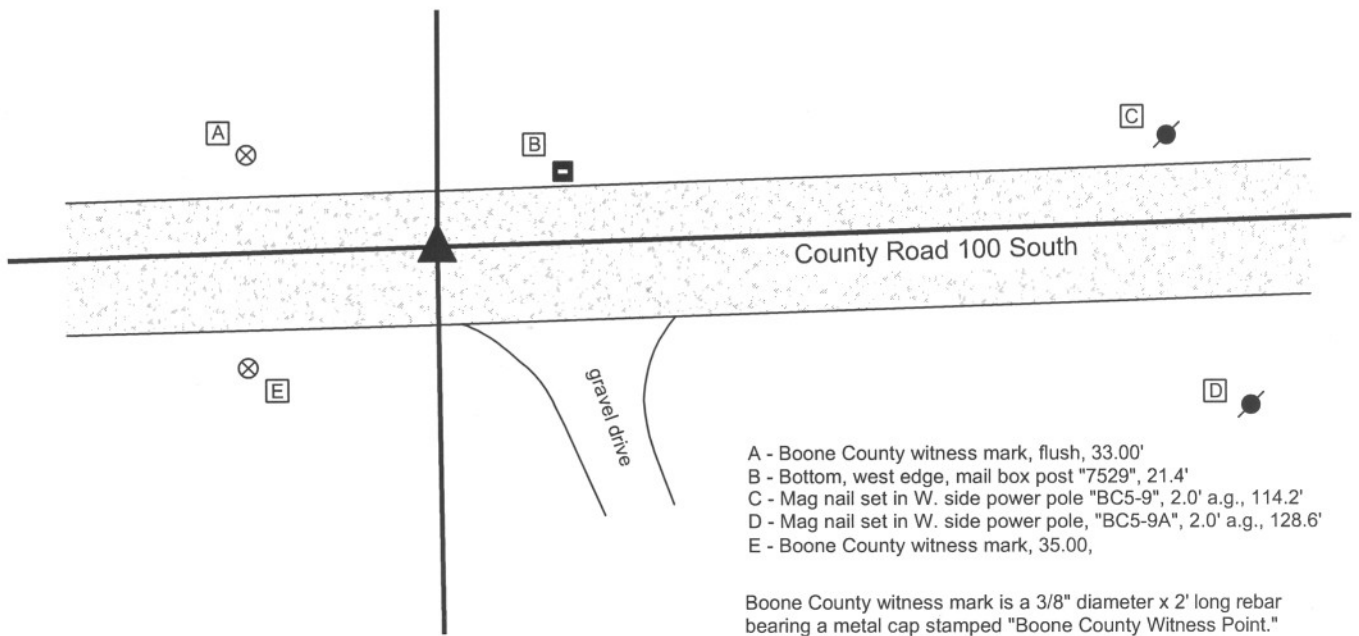 A
B
C
County Road 100 South
E
gravel drive
D
A - Boone County witness mark, flush, 33.00'
B - Bottom, west edge, mail box post "7529", 21.4'
C - Mag nail set in W. side power pole "BC5-9", 2.0' a.g., 114.2'
D - Mag nail set in W. side power pole, "BC5-9A", 2.0' a.g., 128.6'
E - Boone County witness mark, 35.00,
Boone County witness mark is a 3/8" diameter x 2' long rebar
bearing a metal cap stamped "Boone County Witness Point."